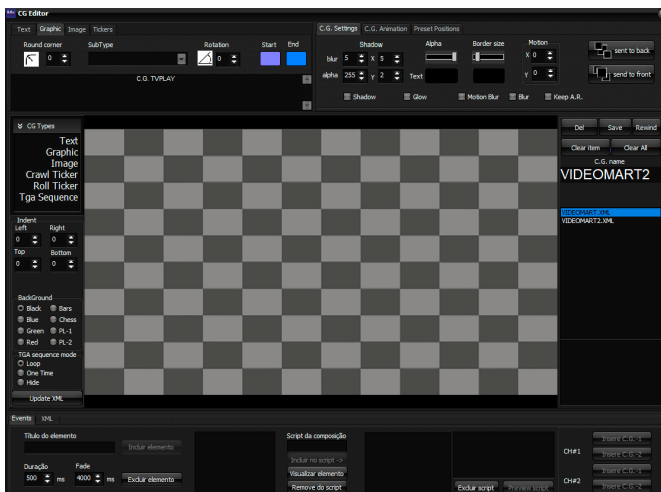 CG Editor
Text Graphic Image Tickers
Round corner SubType Rotation Start End
0 0
C.G. TVPLAY
C.G. Settings C.G. Animation Preset Positions
Shadow Alpha Border size Motion
blur 5 X 5 X 0
alpha 255 Y 2 Text Y 0
sent to back
send to front
Shadow Glow Motion Blur Blur Keep A.R.
CG Types
Text
Graphic
Image
Crawl Ticker
Roll Ticker
Tga Sequence
Indent
Left Right
0 0
Top Bottom
0 0
BackGround
Black Bars
Blue Chess
Green PL-1
Red PL-2
TGA sequence mode
Loop
One Time
Hide
Update XML
Del Save Rewind
Clear item Clear All
C.G. name
VIDEOMART2
VIDEOMART.XML
VIDEOMART2.XML
Events XML
Título do elemento
Incluir elemento
Duração Fade
500 ms 4000 ms Excluir elemento
Script da composição
Incluir no script ->
Visualizar elemento
Remove do script
Excluir script Preview script
CH#1 Insere C.G.-1
Insere C.G.-2
CH#2 Insere C.G.-1
Insere C.G.-2